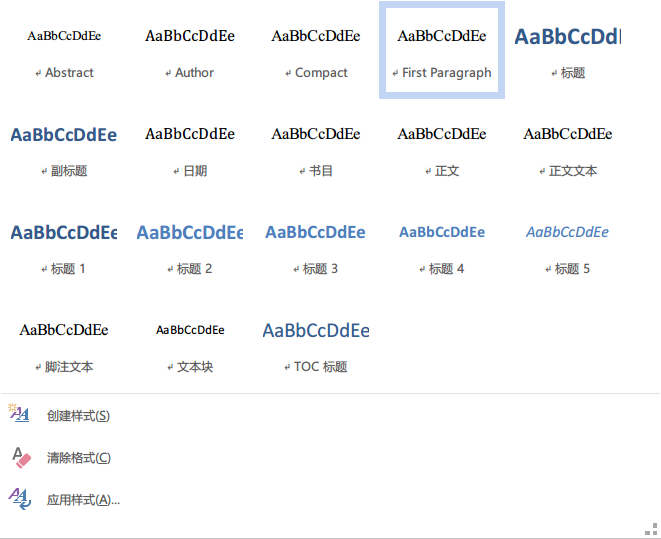 AaBbCcDdEe AaBbCcDdEe AaBbCcDdEe AaBbCcDdEe AaBbCcDd
↲ Abstract ↲ Author ↲ Compact ↲ First Paragraph ↲ 标题
AaBbCcDdEe AaBbCcDdEe AaBbCcDdEe AaBbCcDdEe AaBbCcDdEe
↲ 副标题 ↲ 日期 ↲ 书目 ↲ 正文 ↲ 正文文本
AaBbCcDdEe AaBbCcDdEe AaBbCcDdEe AaBbCcDdEe AaBbCcDdEe
↲ 标题 1 ↲ 标题 2 ↲ 标题 3 ↲ 标题 4 ↲ 标题 5
AaBbCcDdEe AaBbCcDdEe AaBbCcDdEe
↲ 脚注文本 ↲ 文本块 ↲ TOC 标题
创建样式(S)
清除格式(C)
应用样式(A)...